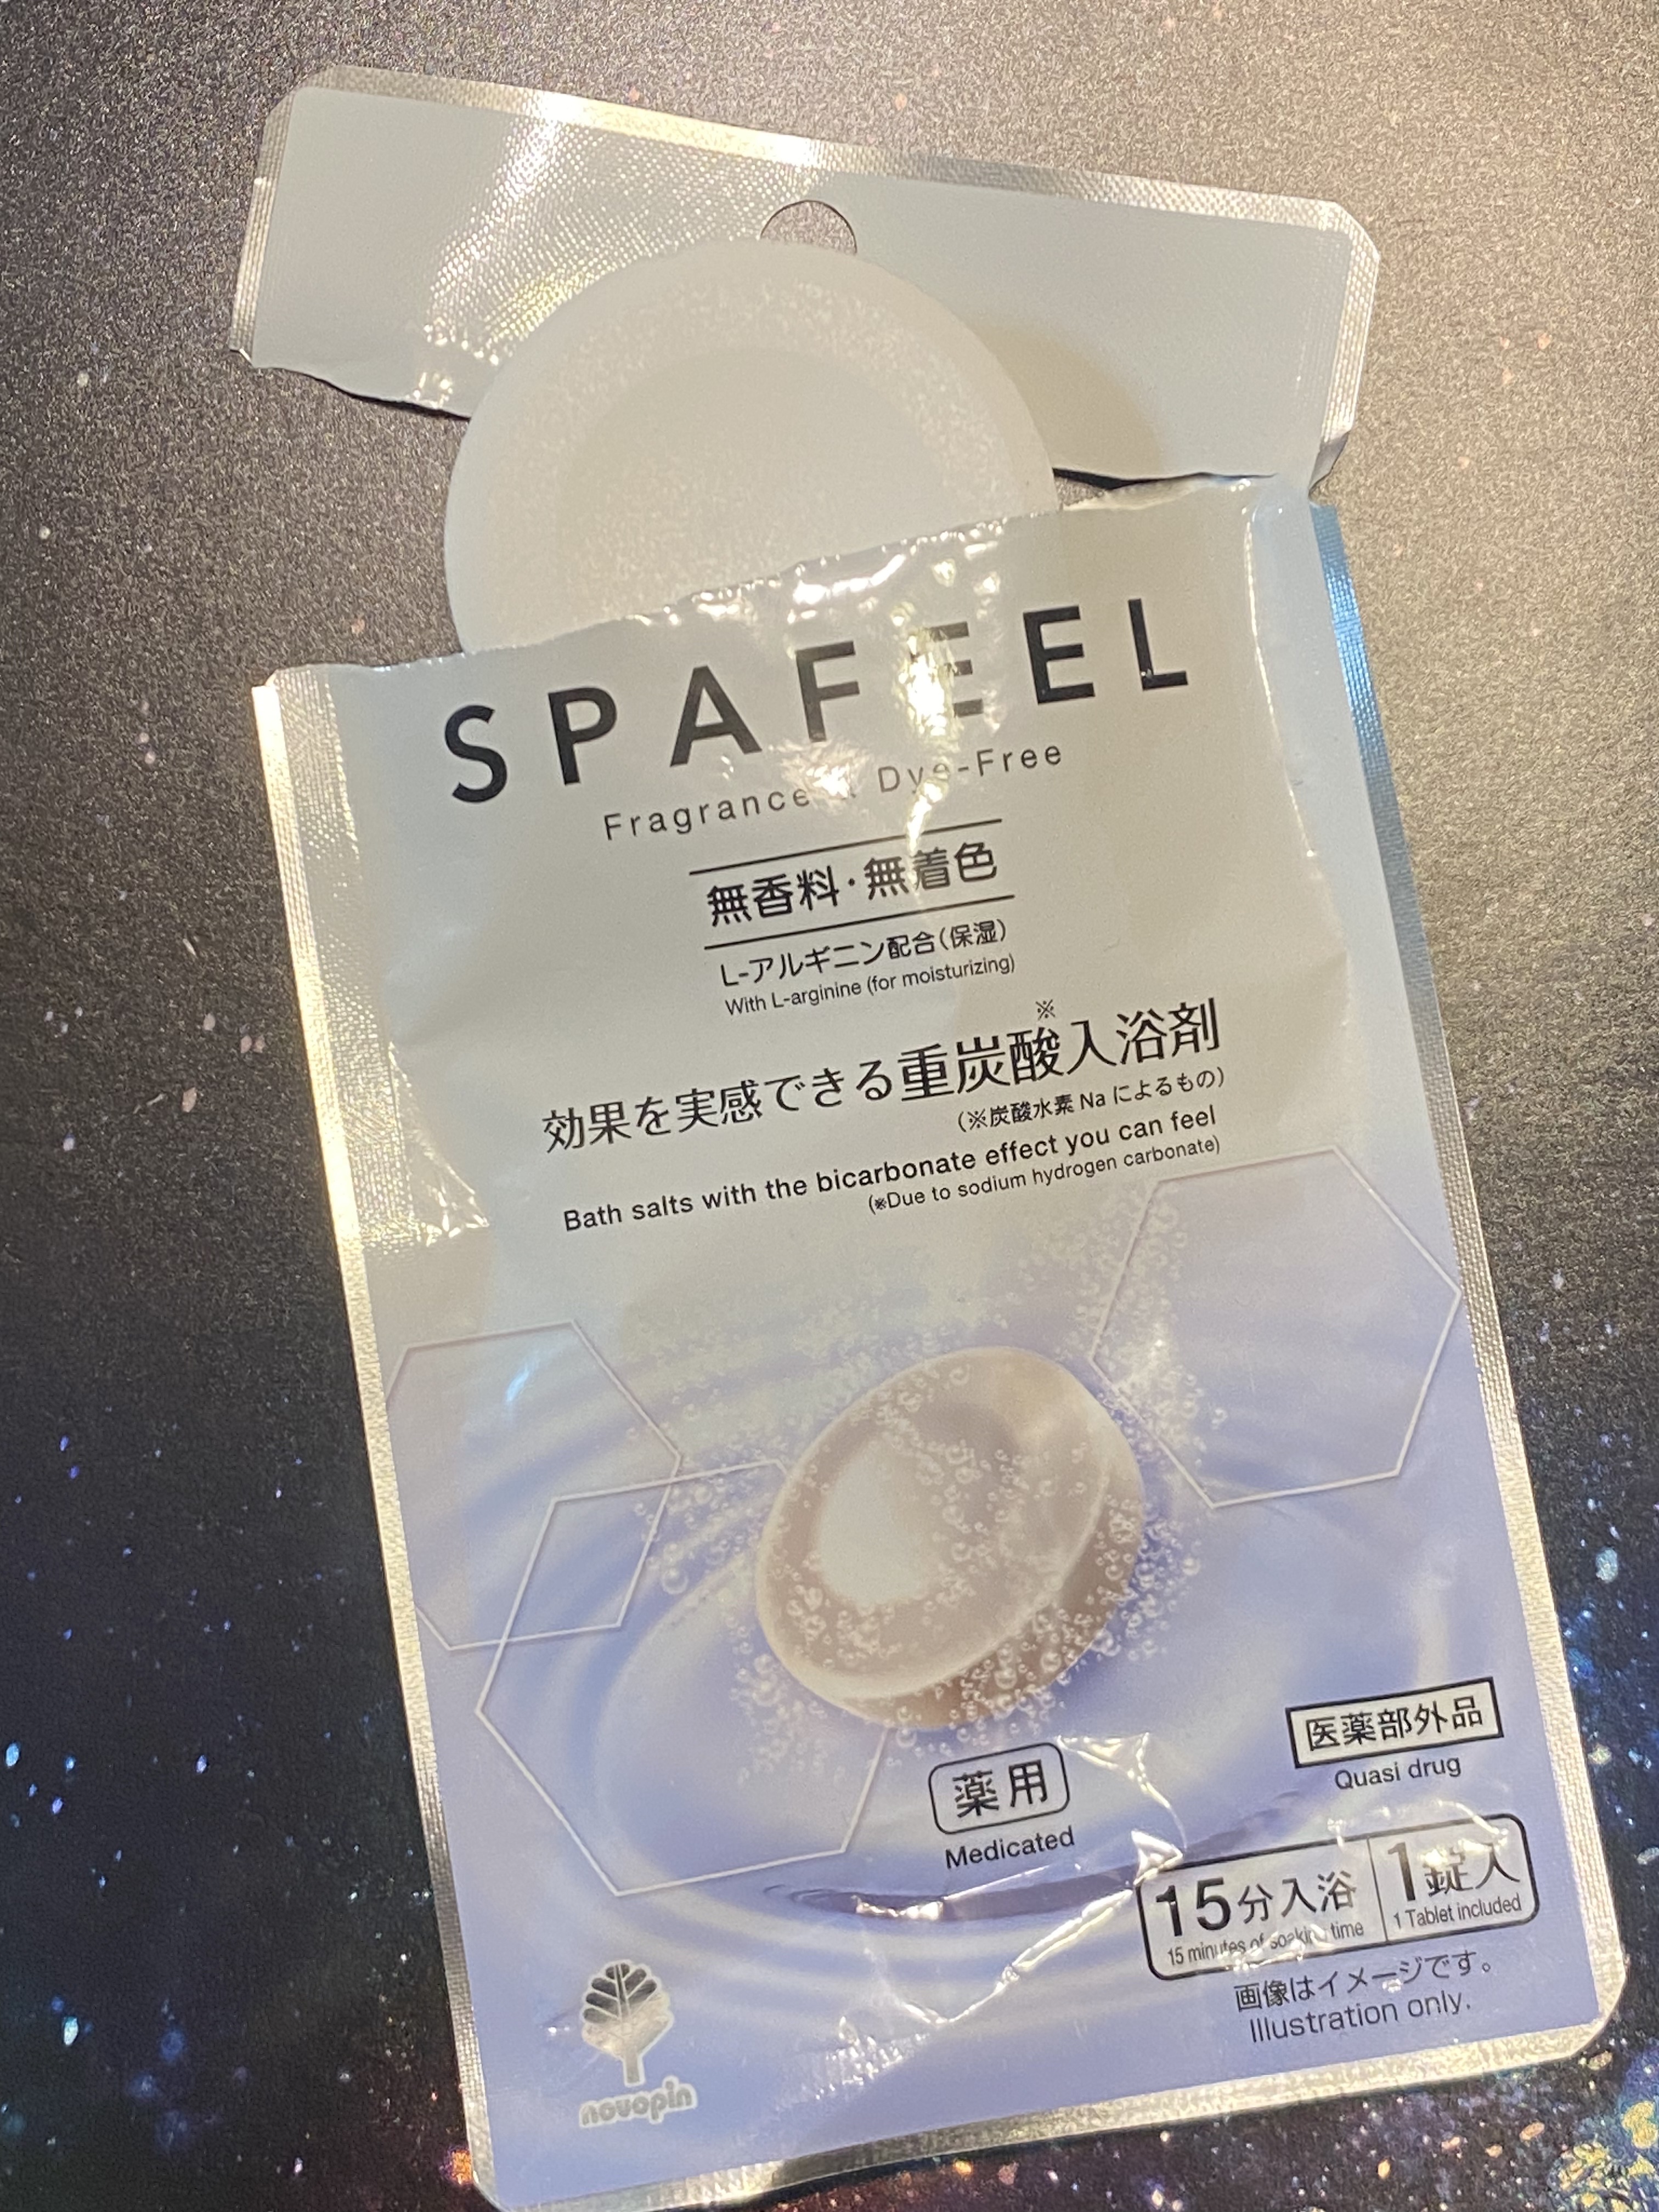 SPAFEEL
Fragrance & Dye-Free
無香料・無着色
L-アルギニン配合(保湿)
With L-arginine (for moisturizing)
※
効果を実感できる重炭酸入浴剤
(※炭酸水素Naによるもの)
Bath salts with the bicarbonate effect you can feel
(※Due to sodium hydrogen carbonate)
医薬部外品
Quasi drug
薬用
Medicated
15分入浴 1錠入
15 minutes of soaking time 1 Tablet included
画像はイメージです。
Illustration only.
novopin